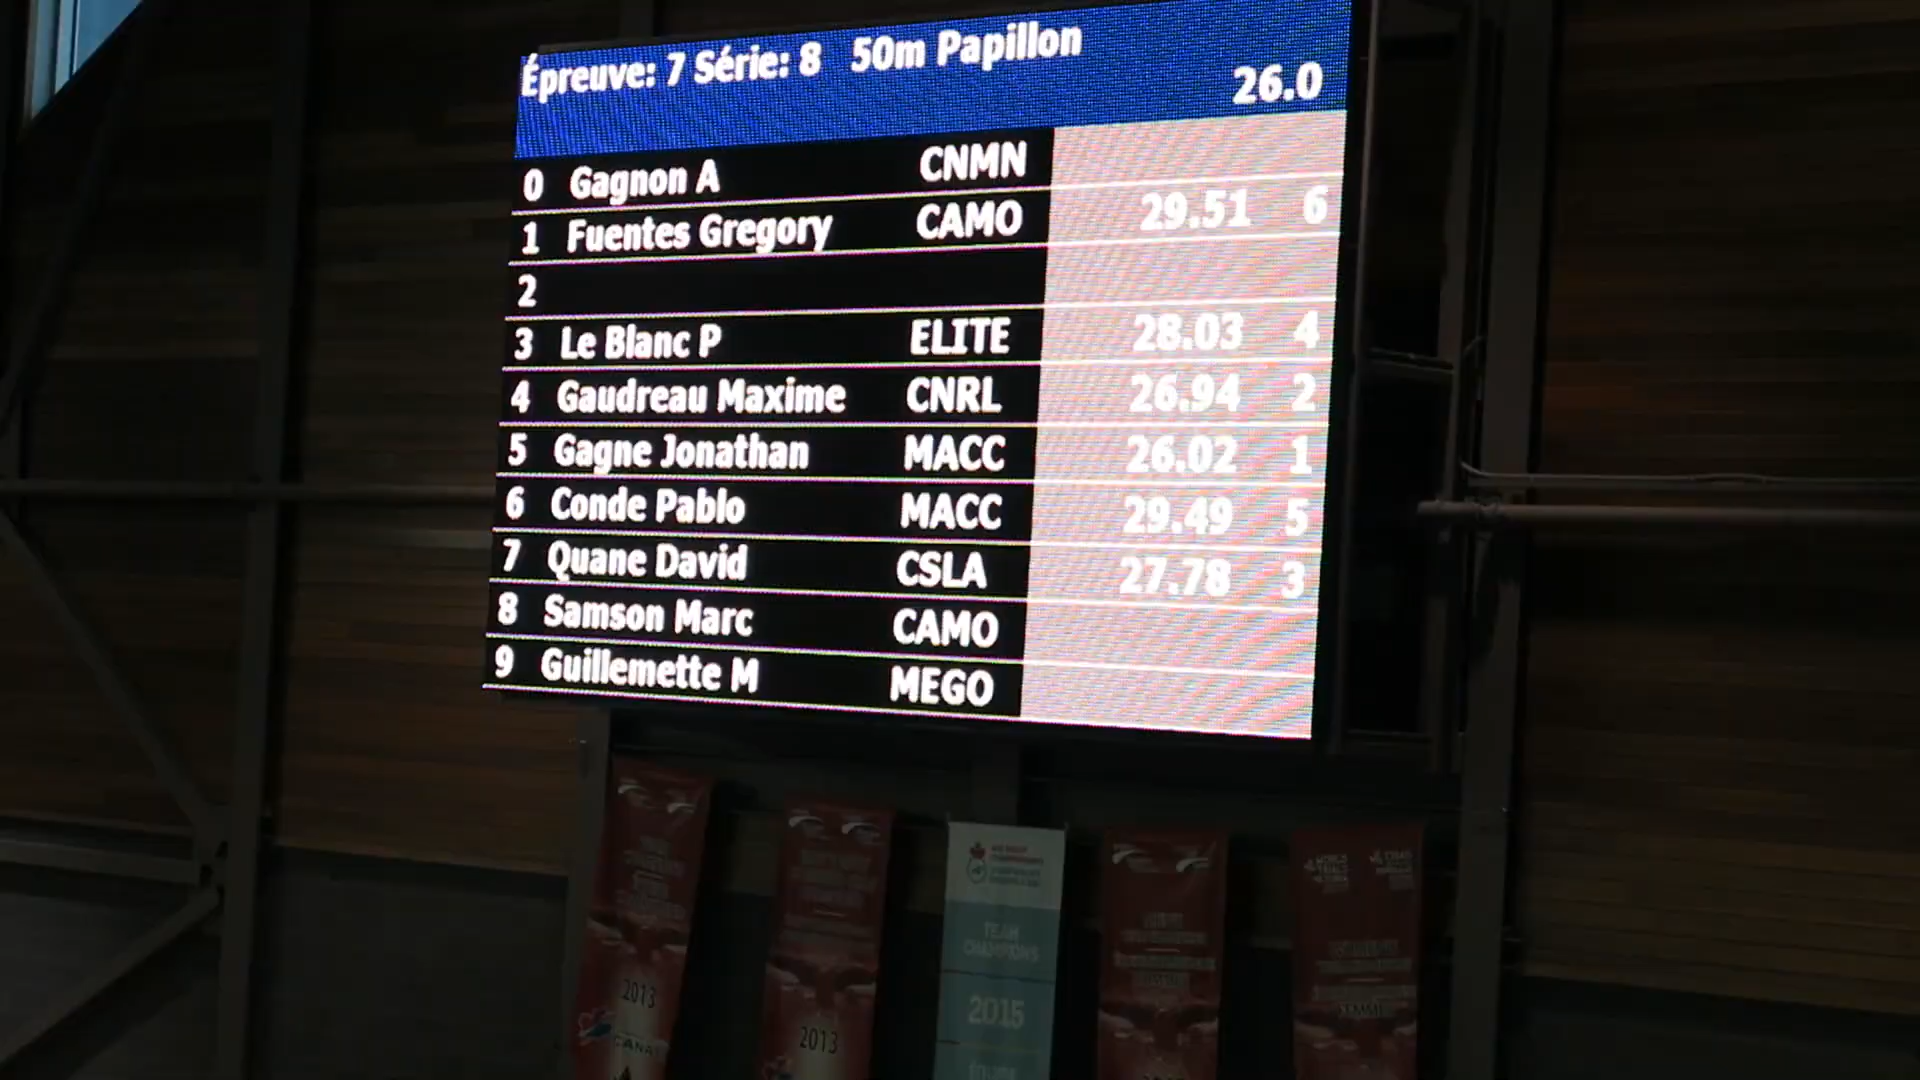 Épreuve: 7 Série: 8 50m Papillon
26.0
0 Gagnon A CNMN
1 Fuentes Gregory CAMO 29.51 6
2
3 Le Blanc P ELITE 28.03 4
4 Gaudreau Maxime CNRL 26.94 2
5 Gagne Jonathan MACC 26.02 1
6 Conde Pablo MACC 29.49 5
7 Quane David CSLA 27.78 3
8 Samson Marc CAMO
9 Guillemette M MEGO
2013
2013
TEAM
CHAMPIONS
2015